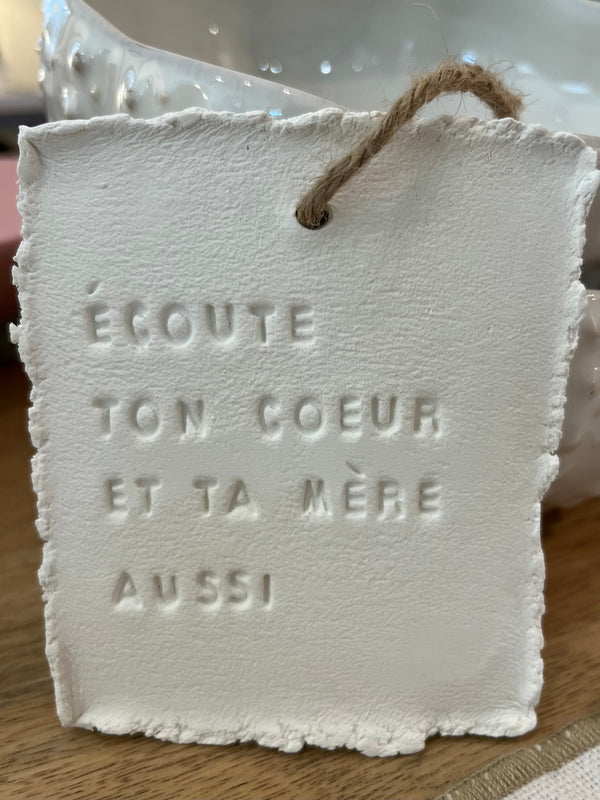 ÉCOUTE
TON COEUR
ET TA MÈRE
AUSSI